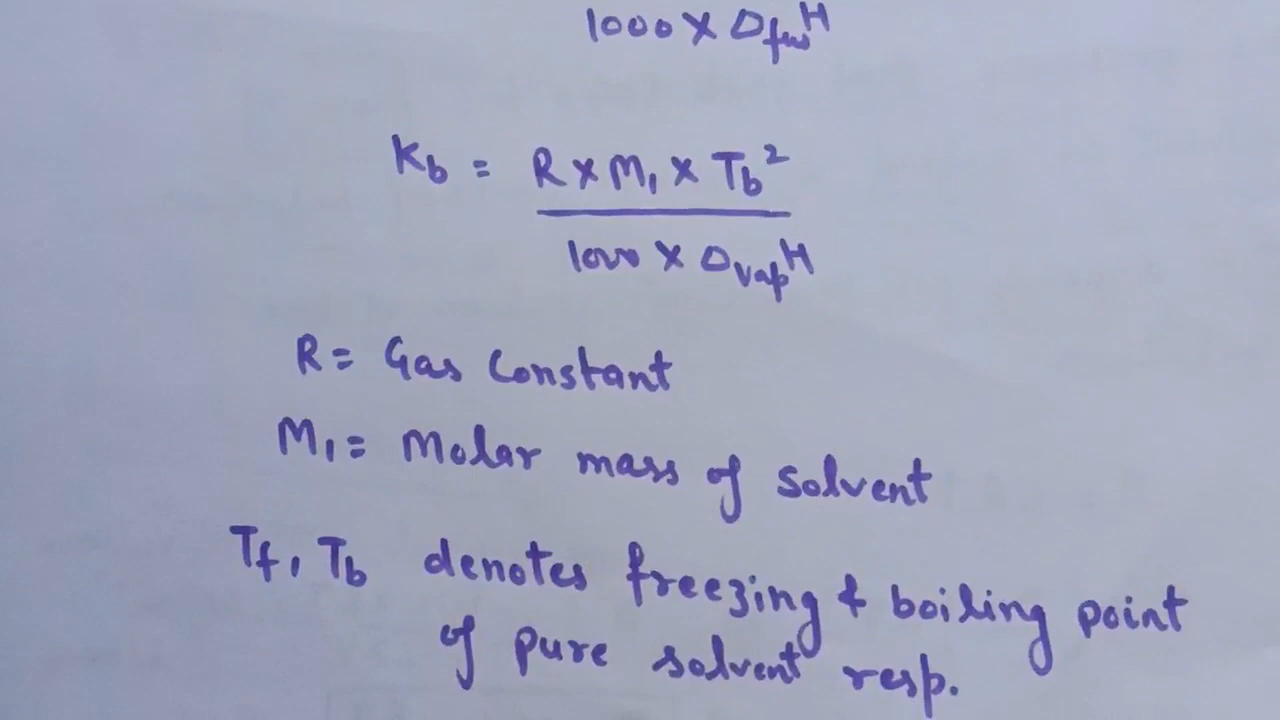 1000 × ΔfusH
Kb = R × M1 × Tb²
1000 × ΔvapH
R = Gas Constant
M1 = Molar mass of solvent
Tf, Tb denotes freezing & boiling point
of pure solvent resp.